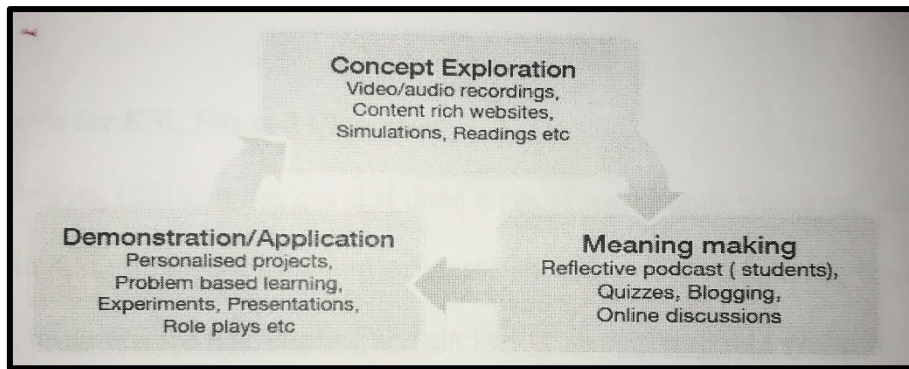 Concept Exploration
Video/audio recordings,
Content rich websites,
Simulations, Readings etc
Meaning making
Reflective podcast ( students),
Quizzes, Blogging,
Online discussions
Demonstration/Application
Personalised projects,
Problem based learning,
Experiments, Presentations,
Role plays etc